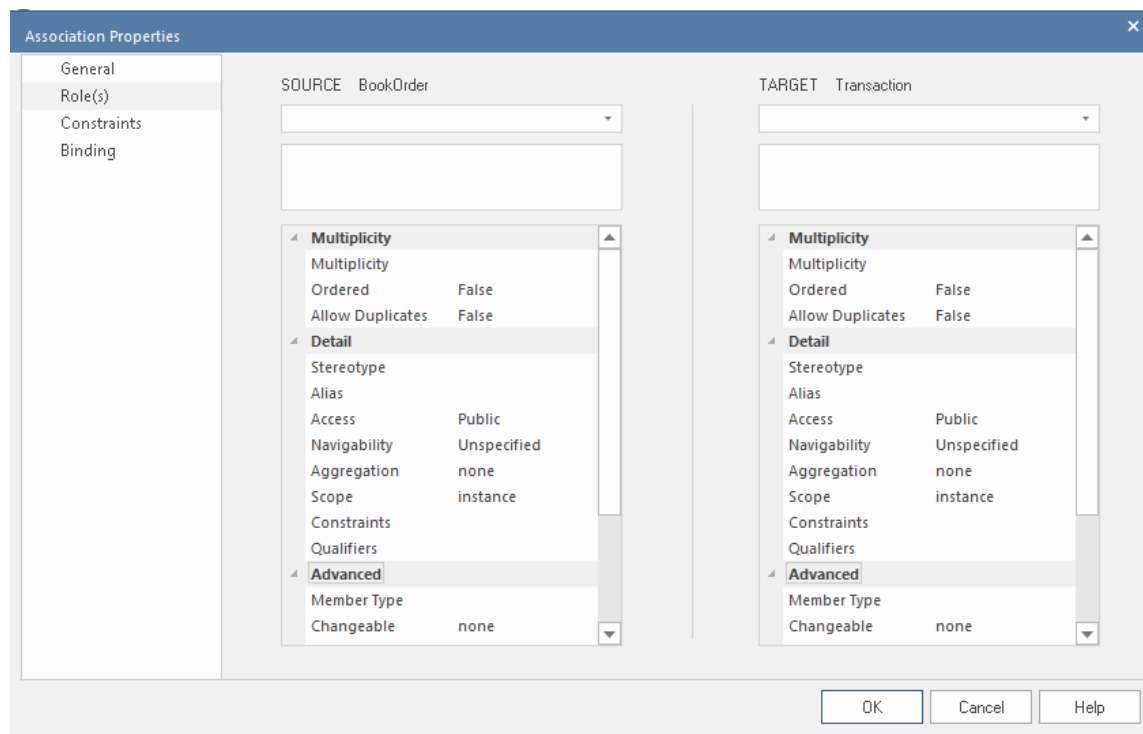 Association Properties
General
Role(s)
Constraints
Binding
SOURCE BookOrder
Multiplicity
Multiplicity
Ordered False
Allow Duplicates False
Detail
Stereotype
Alias
Access Public
Navigability Unspecified
Aggregation none
Scope instance
Constraints
Qualifiers
Advanced
Member Type
Changeable none
TARGET Transaction
Multiplicity
Multiplicity
Ordered False
Allow Duplicates False
Detail
Stereotype
Alias
Access Public
Navigability Unspecified
Aggregation none
Scope instance
Constraints
Qualifiers
Advanced
Member Type
Changeable none
OK Cancel Help